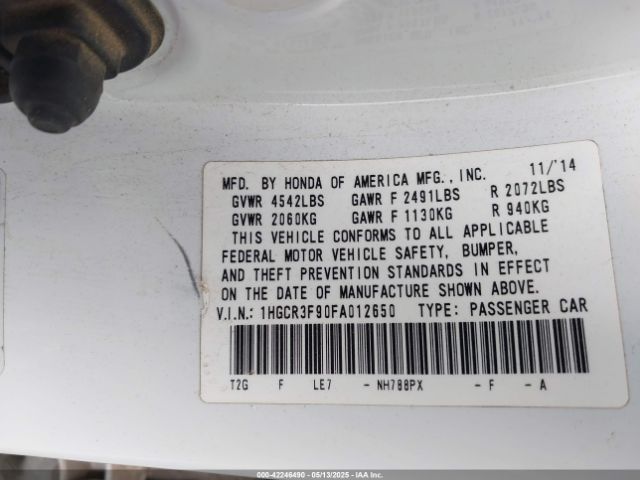 MFD. BY HONDA OF AMERICA MFG., INC. 11/'14
GVWR 4542LBS GAWR F 2491LBS R 2072LBS
GVWR 2060KG GAWR F 1130KG R 940KG
THIS VEHICLE CONFORMS TO ALL APPLICABLE
FEDERAL MOTOR VEHICLE SAFETY, BUMPER,
AND THEFT PREVENTION STANDARDS IN EFFECT
ON THE DATE OF MANUFACTURE SHOWN ABOVE.
V.I.N.: 1HGCR3F90FA012650 TYPE: PASSENGER CAR
T2G F LE7 - NH788PX - F - A
000-42246490 - 05/13/2025 - IAA, Inc.